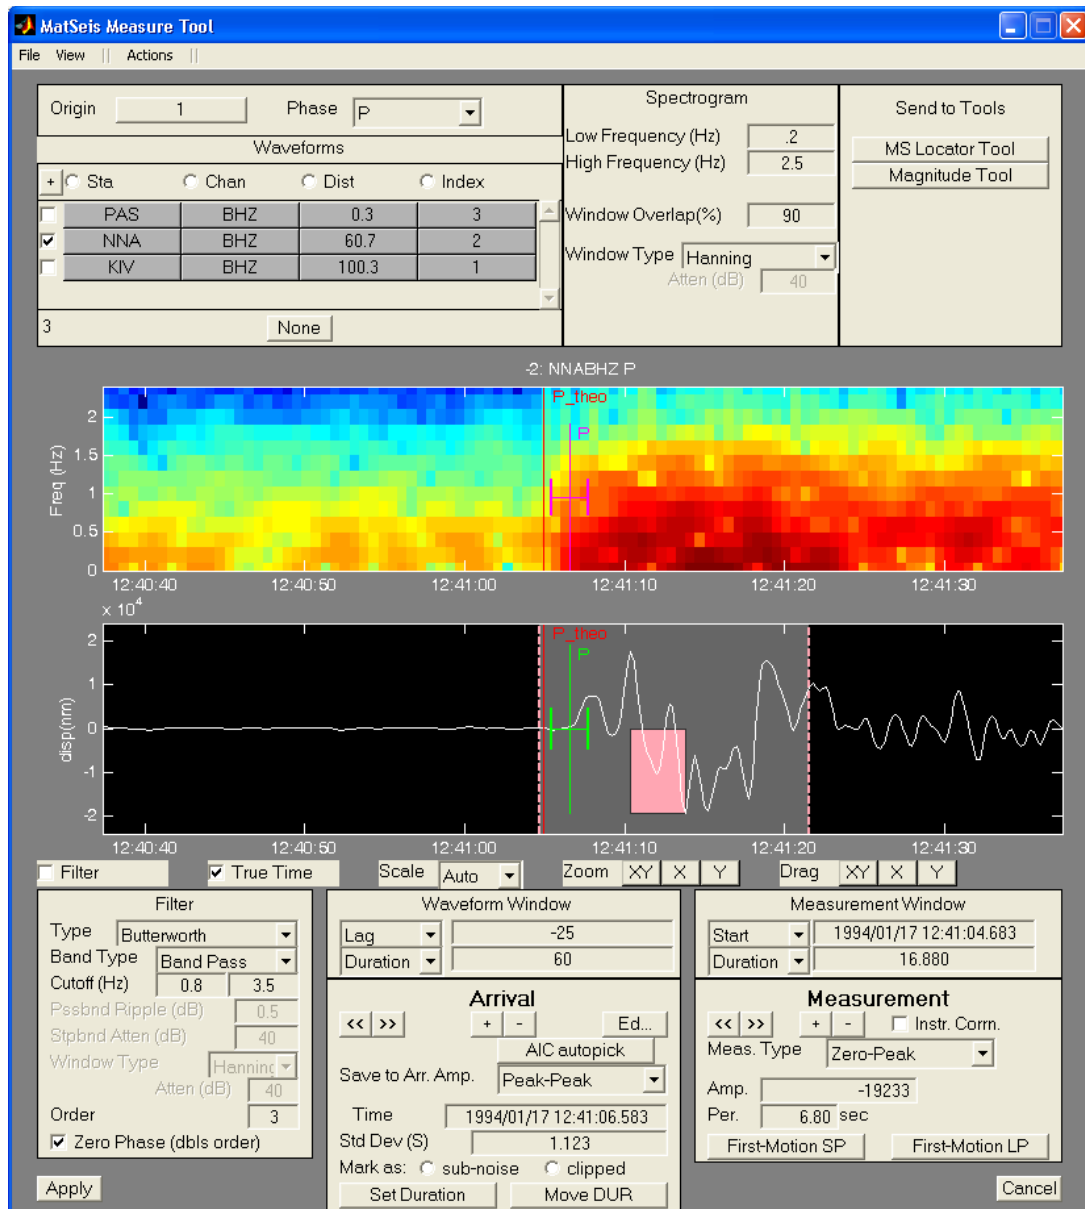 MatSeis Measure Tool
File View || Actions ||
Origin 1 Phase P
Waveforms
+ Sta Chan Dist Index
PAS BHZ 0.3 3
NNA BHZ 60.7 2
KIV BHZ 100.3 1
3 None
Spectrogram
Low Frequency (Hz) .2
High Frequency (Hz) 2.5
Window Overlap(%) 90
Window Type Hanning
Atten (dB) 40
Send to Tools
MS Locator Tool
Magnitude Tool
-2: NNABHZ P
P_theo
P
Freq (Hz)
2
1.5
1
0.5
0
12:40:40 12:40:50 12:41:00 12:41:10 12:41:20 12:41:30
x 10^4
P_theo
P
disp(nm)
2
1
0
-1
-2
12:40:40 12:40:50 12:41:00 12:41:10 12:41:20 12:41:30
Filter True Time Scale Auto Zoom XY X Y Drag XY X Y
Filter
Type Butterworth
Band Type Band Pass
Cutoff (Hz) 0.8 3.5
Pssbnd Ripple (dB) 0.5
Stpbnd Atten (dB) 40
Window Type Hanning
Atten (dB) 40
Order 3
Zero Phase (dbls order)
Apply
Waveform Window
Lag -25
Duration 60
Arrival
<< >> + - Ed...
AIC autopick
Save to Arr. Amp. Peak-Peak
Time 1994/01/17 12:41:06.583
Std Dev (S) 1.123
Mark as: sub-noise clipped
Set Duration Move DUR
Measurement Window
Start 1994/01/17 12:41:04.683
Duration 16.880
Measurement
<< >> + - Instr. Corrn.
Meas. Type Zero-Peak
Amp. -19233
Per. 6.80 sec
First-Motion SP First-Motion LP
Cancel